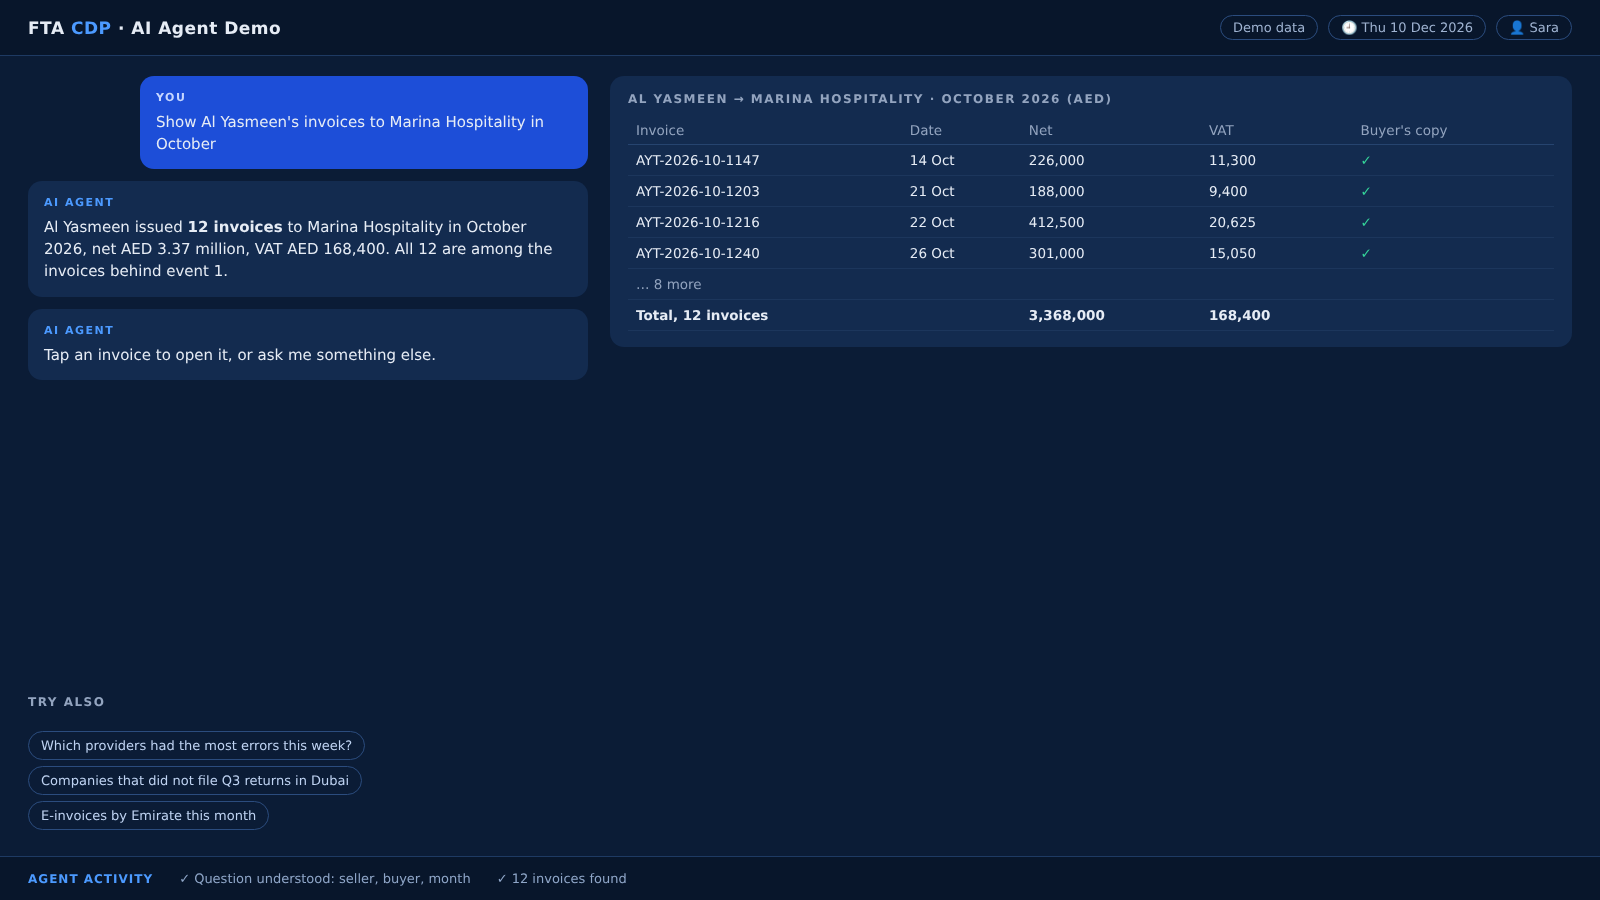 FTA CDP · AI Agent Demo
Demo data
🕘 Thu 10 Dec 2026
👤 Sara
YOU
Show Al Yasmeen's invoices to Marina Hospitality in
October
AI AGENT
Al Yasmeen issued 12 invoices to Marina Hospitality in October
2026, net AED 3.37 million, VAT AED 168,400. All 12 are among the
invoices behind event 1.
AI AGENT
Tap an invoice to open it, or ask me something else.
AL YASMEEN → MARINA HOSPITALITY · OCTOBER 2026 (AED)
Invoice Date Net VAT Buyer's copy
AYT-2026-10-1147 14 Oct 226,000 11,300 ✓
AYT-2026-10-1203 21 Oct 188,000 9,400 ✓
AYT-2026-10-1216 22 Oct 412,500 20,625 ✓
AYT-2026-10-1240 26 Oct 301,000 15,050 ✓
... 8 more
Total, 12 invoices 3,368,000 168,400
TRY ALSO
Which providers had the most errors this week?
Companies that did not file Q3 returns in Dubai
E-invoices by Emirate this month
AGENT ACTIVITY ✓ Question understood: seller, buyer, month ✓ 12 invoices found